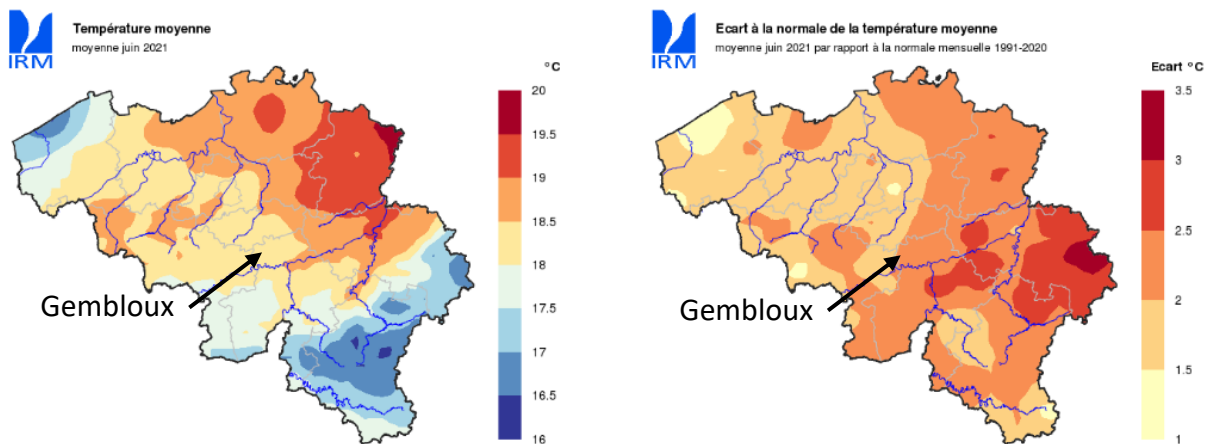 IRM
Température moyenne
moyenne juin 2021
°C
20
19.5
19
18.5
18
17.5
17
16.5
16
Gembloux
IRM
Ecart à la normale de la température moyenne
moyenne juin 2021 par rapport à la normale mensuelle 1991-2020
Ecart °C
3.5
3
2.5
2
1.5
1
Gembloux